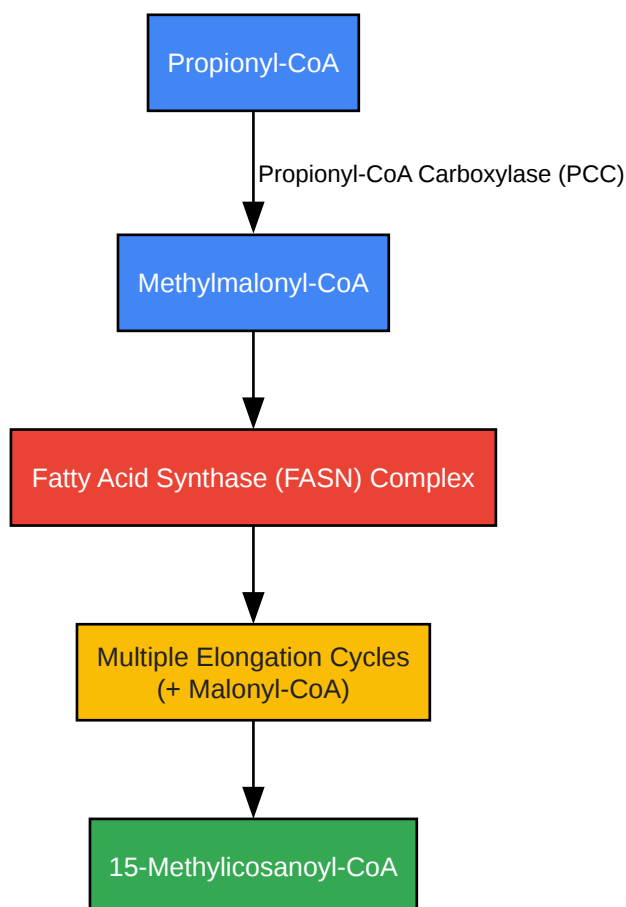 Propionyl-CoA
Propionyl-CoA Carboxylase (PCC)
Methylmalonyl-CoA
Fatty Acid Synthase (FASN) Complex
Multiple Elongation Cycles
(+ Malonyl-CoA)
15-Methylicosanoyl-CoA